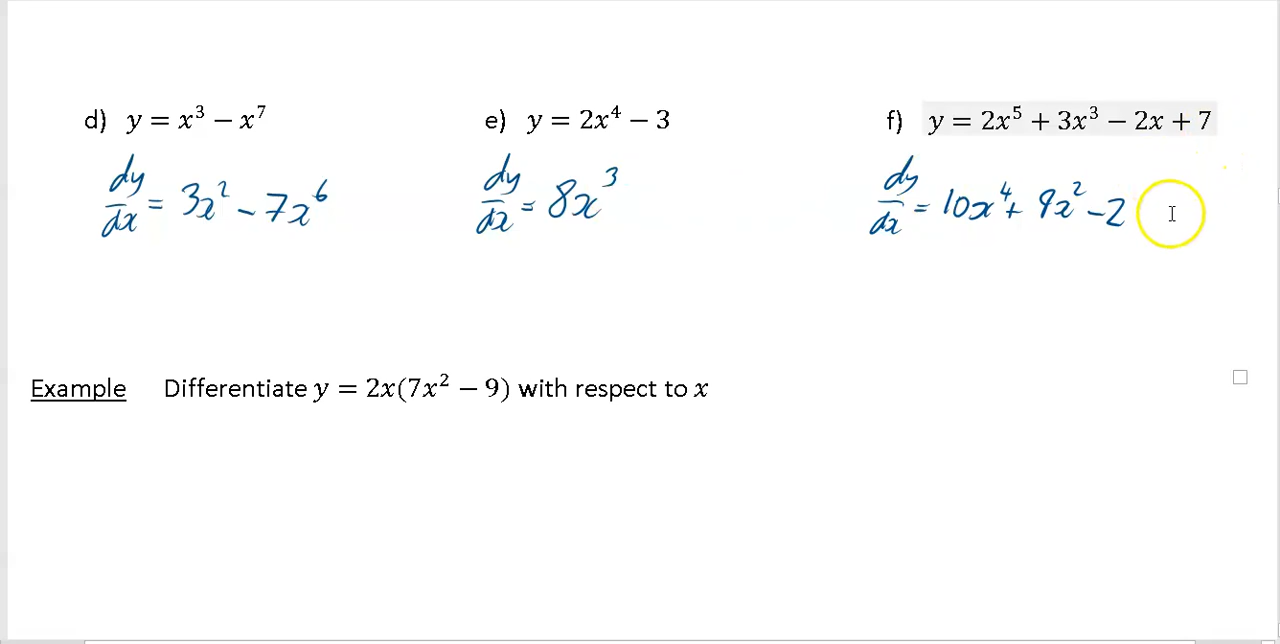 d) y = x³ − x⁷
e) y = 2x⁴ − 3
f) y = 2x⁵ + 3x³ − 2x + 7
dy/dx = 3x² − 7x⁶
dy/dx = 8x³
dy/dx = 10x⁴ + 9x² − 2
Example Differentiate y = 2x(7x² − 9) with respect to x